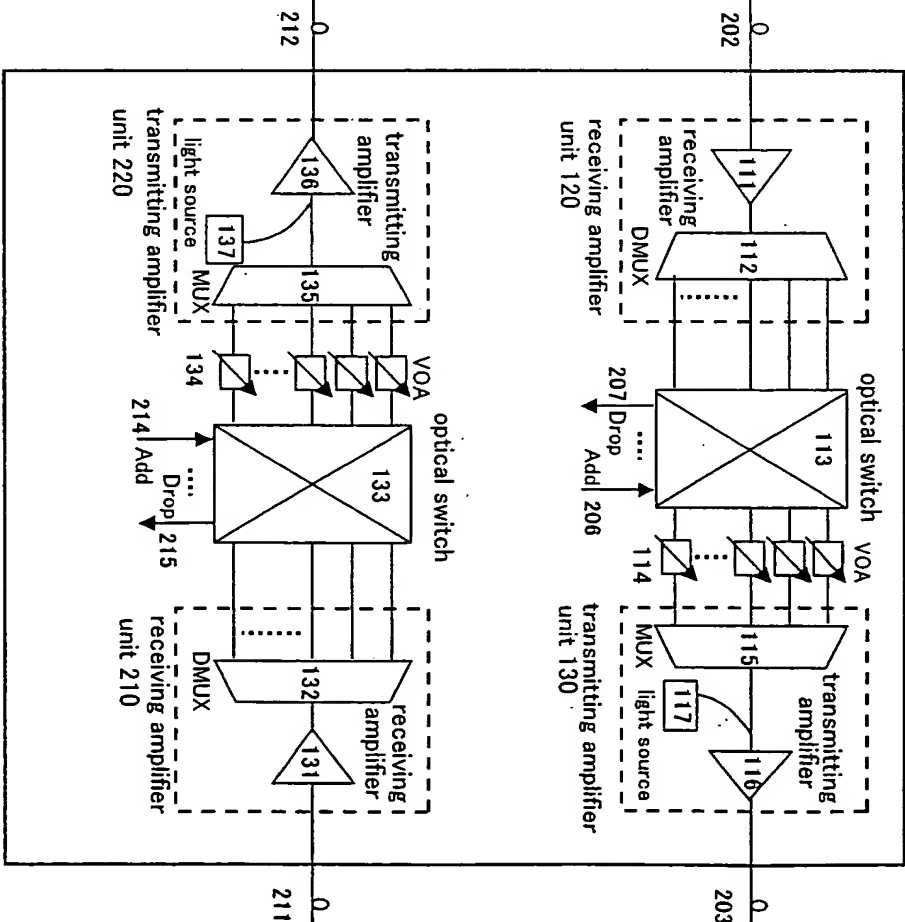 202
111
receiving
amplifier
112
DMUX
receiving amplifier
unit 120
optical switch
113
207 Drop
Add 206
VOA
114
115
MUX
117
light source
transmitting
amplifier
116
transmitting amplifier
unit 130
203
212
transmitting
amplifier
136
137
light source
135
MUX
transmitting amplifier
unit 220
VOA
134
optical switch
133
214 Add
Drop 215
132
DMUX
receiving
amplifier
131
receiving amplifier
unit 210
211